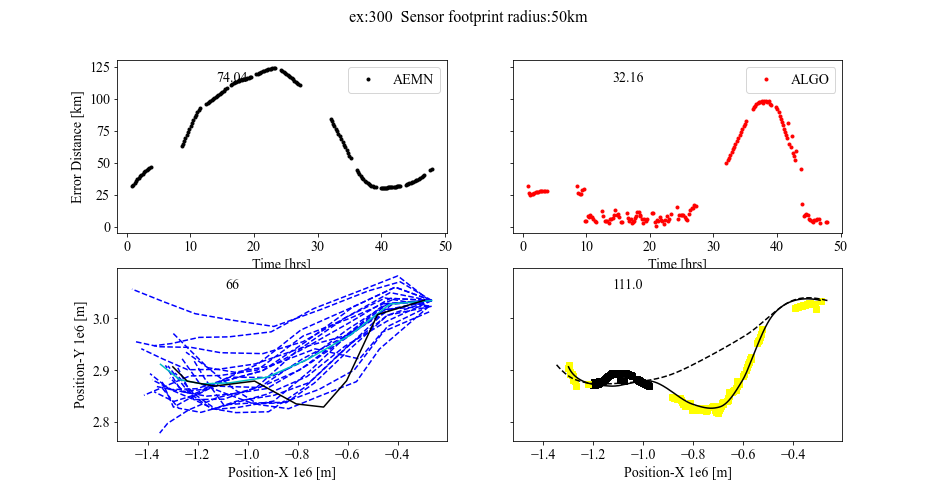 ex:300 Sensor footprint radius:50km
74.04
AEMN
32.16
ALGO
Error Distance [km]
125
100
75
50
25
0
0 10 20 30 40 50
0 10 20 30 40 50
Time [hrs]
Time [hrs]
66
111.0
Position-Y 1e6 [m]
3.0
2.9
2.8
−1.4 −1.2 −1.0 −0.8 −0.6 −0.4
−1.4 −1.2 −1.0 −0.8 −0.6 −0.4
Position-X 1e6 [m]
Position-X 1e6 [m]